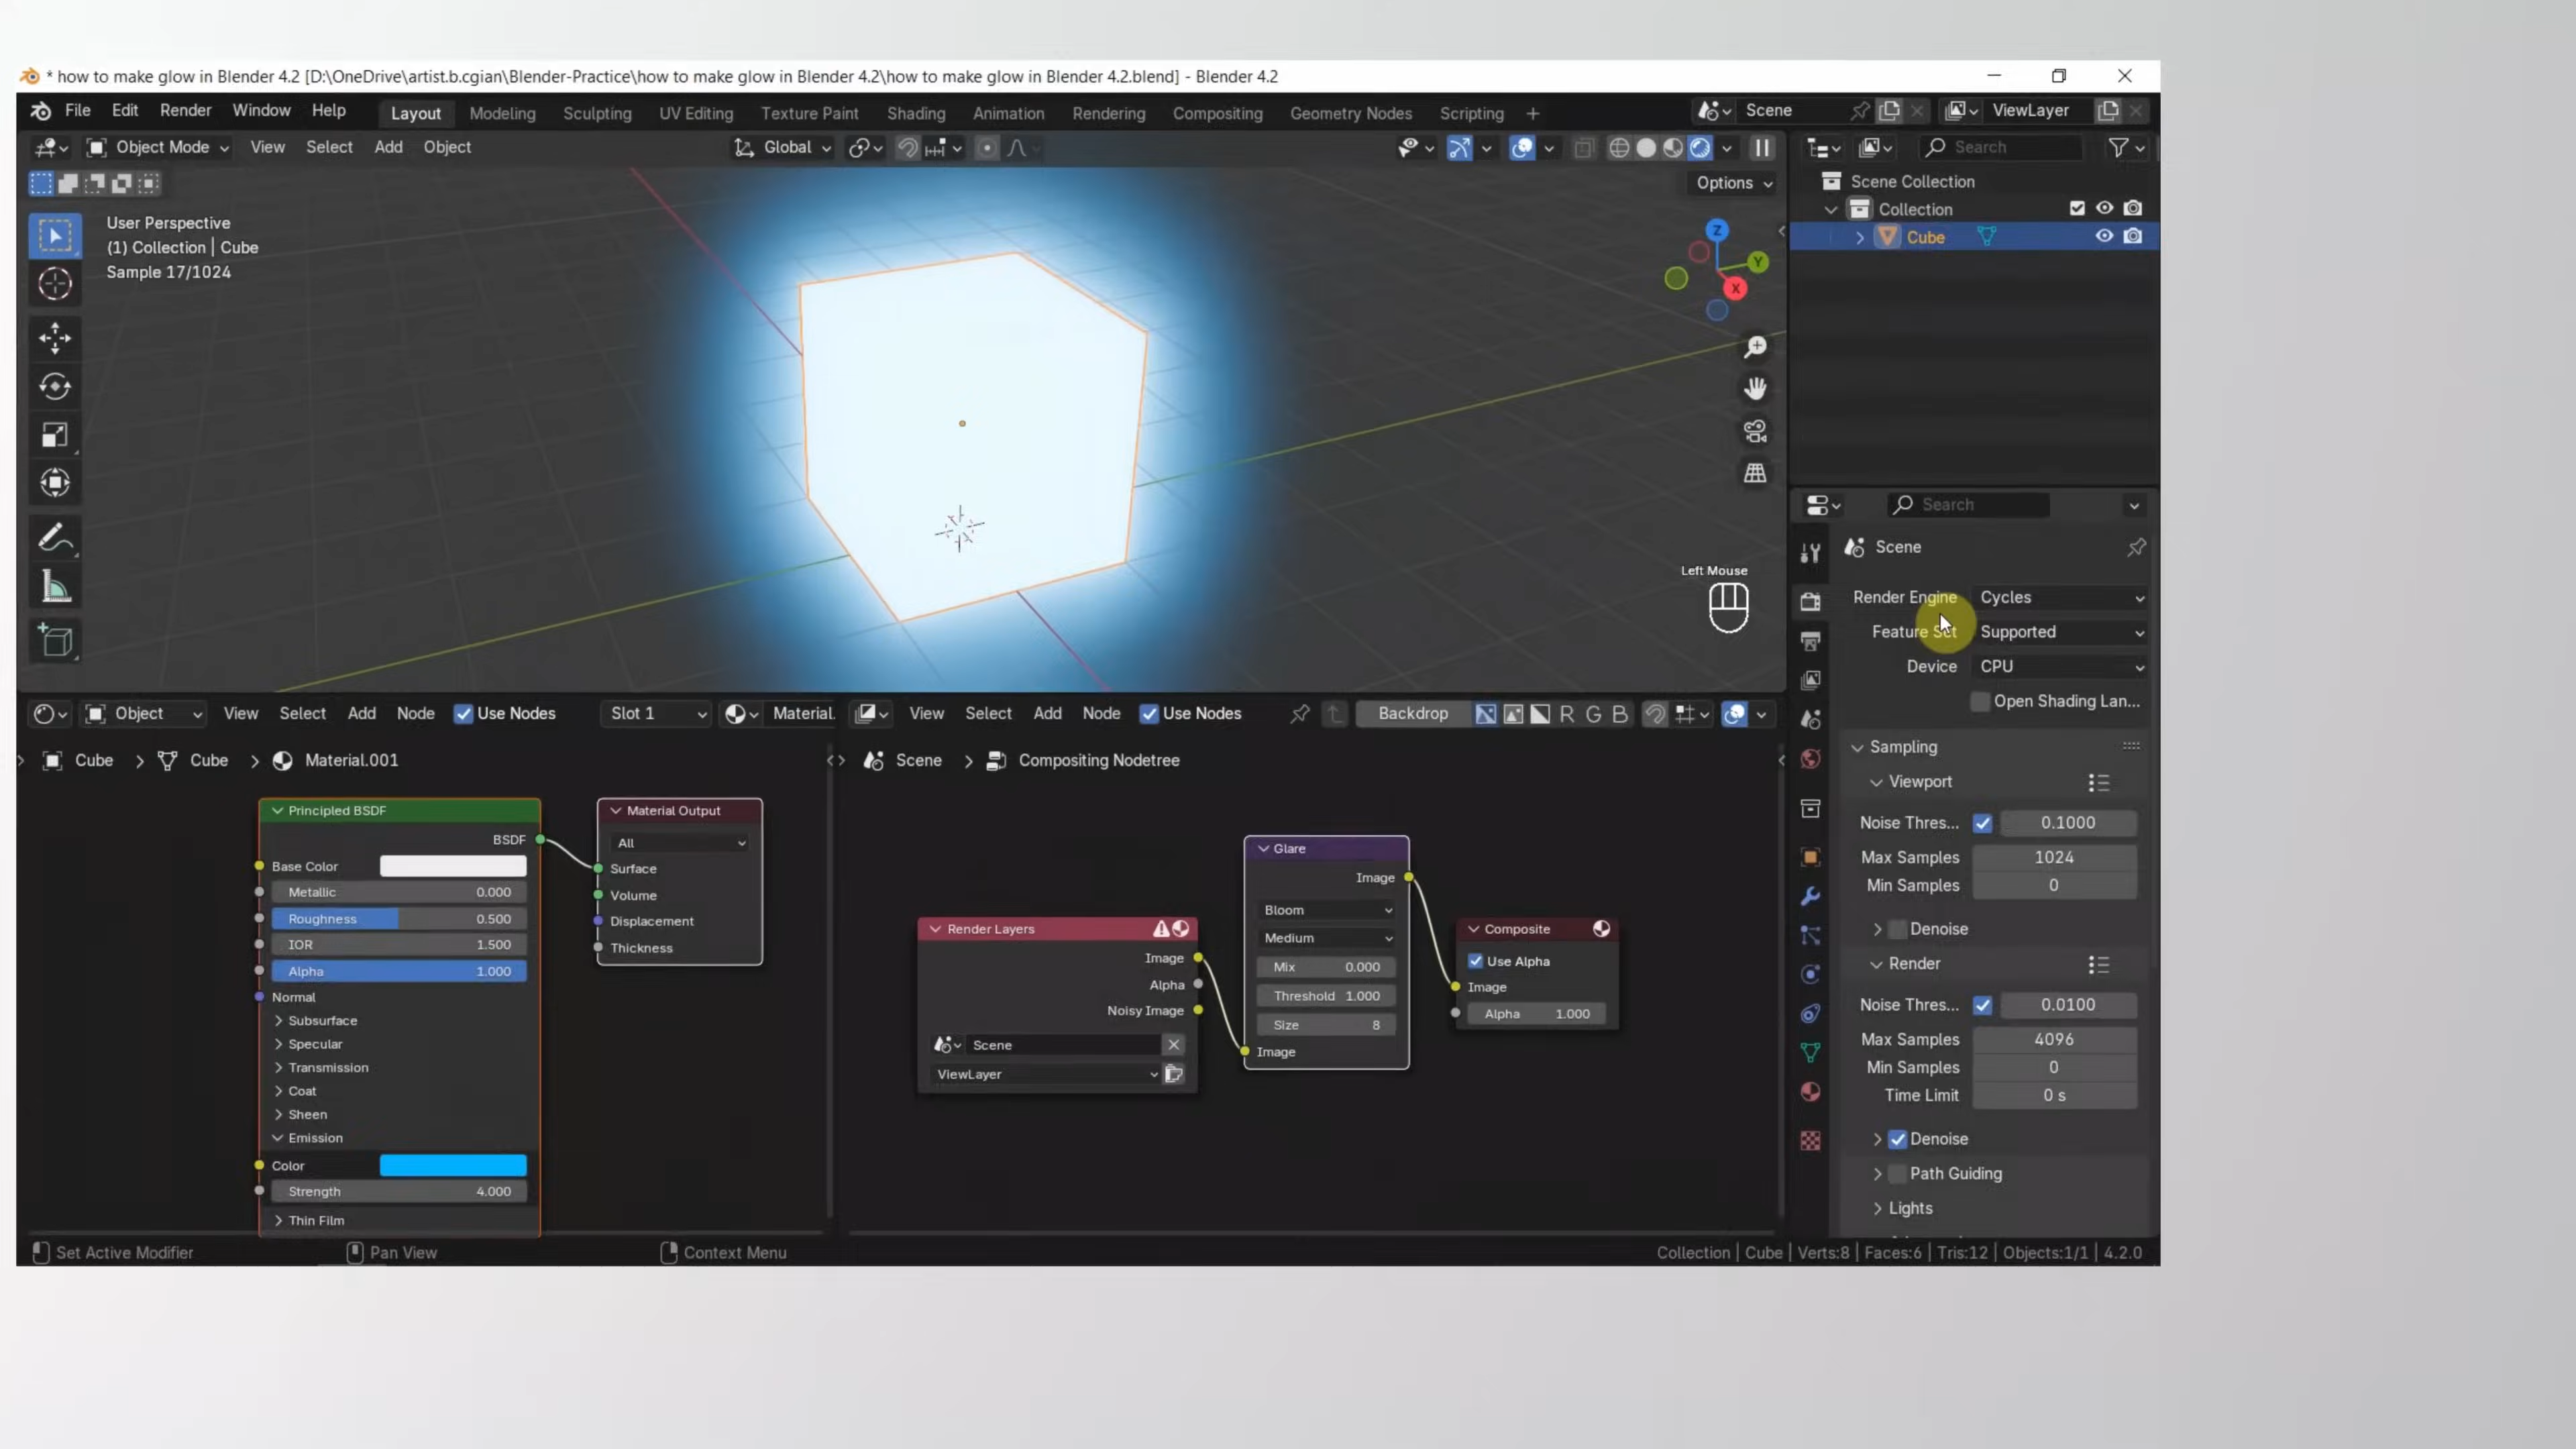 * how to make glow in Blender 4.2 [D:\OneDrive\artist.b.cgian\Blender-Practice\how to make glow in Blender 4.2\how to make glow in Blender 4.2.blend] - Blender 4.2
File Edit Render Window Help Layout Modeling Sculpting UV Editing Texture Paint Shading Animation Rendering Compositing Geometry Nodes Scripting + Scene ViewLayer
Object Mode View Select Add Object Global Search
Options
User Perspective
(1) Collection | Cube
Sample 17/1024
Z
Y
X
Left Mouse
Scene Collection
Collection
Cube
Search
Scene
Render Engine Cycles
Feature Set Supported
Device CPU
Open Shading Lan...
Sampling
Viewport
Noise Thres... 0.1000
Max Samples 1024
Min Samples 0
Denoise
Render
Noise Thres... 0.0100
Max Samples 4096
Min Samples 0
Time Limit 0 s
Denoise
Path Guiding
Lights
Object View Select Add Node Use Nodes Slot 1 Material.
Cube > Cube > Material.001
Principled BSDF
BSDF
Base Color
Metallic 0.000
Roughness 0.500
IOR 1.500
Alpha 1.000
Normal
Subsurface
Specular
Transmission
Coat
Sheen
Emission
Color
Strength 4.000
Thin Film
Material Output
All
Surface
Volume
Displacement
Thickness
View Select Add Node Use Nodes Backdrop R G B
Scene > Compositing Nodetree
Render Layers
Image
Alpha
Noisy Image
Scene
ViewLayer
Glare
Image
Bloom
Medium
Mix 0.000
Threshold 1.000
Size 8
Image
Composite
Use Alpha
Image
Alpha 1.000
Set Active Modifier Pan View Context Menu Collection | Cube | Verts:8 | Faces:6 | Tris:12 | Objects:1/1 | 4.2.0